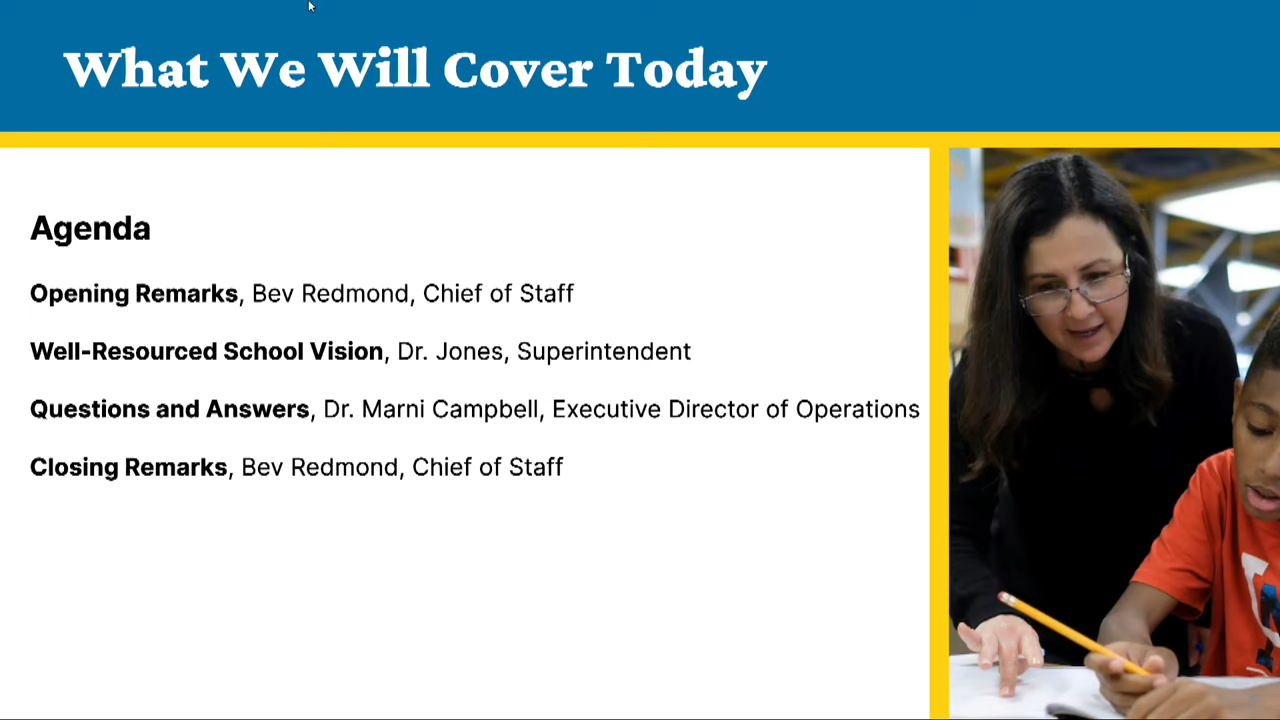 What We Will Cover Today
Agenda
Opening Remarks, Bev Redmond, Chief of Staff
Well-Resourced School Vision, Dr. Jones, Superintendent
Questions and Answers, Dr. Marni Campbell, Executive Director of Operations
Closing Remarks, Bev Redmond, Chief of Staff